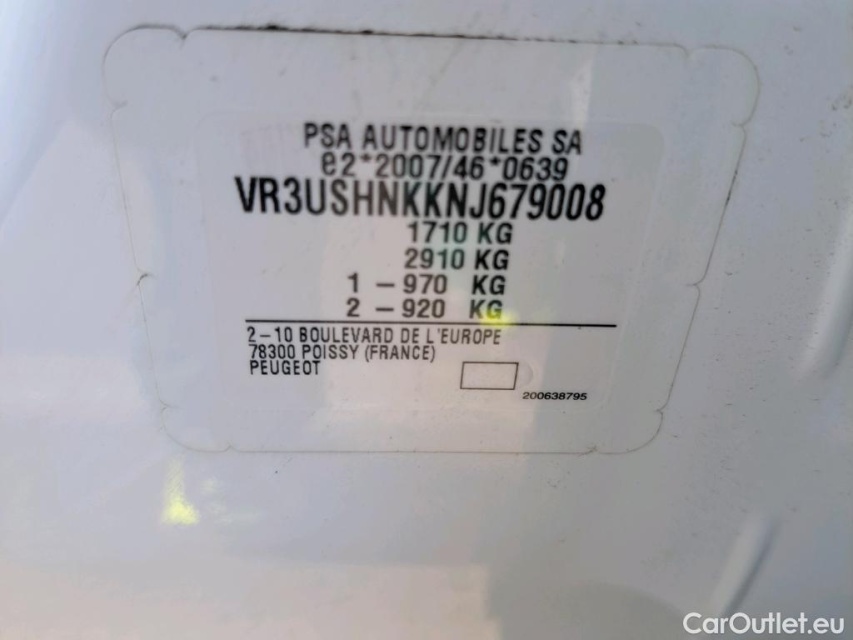 PSA AUTOMOBILES SA
e2*2007/46*0639
VR3USHNKKNJ679008
1710 KG
2910 KG
1 – 970 KG
2 – 920 KG
2–10 BOULEVARD DE L'EUROPE
78300 POISSY (FRANCE)
PEUGEOT
200638795
CarOutlet.eu